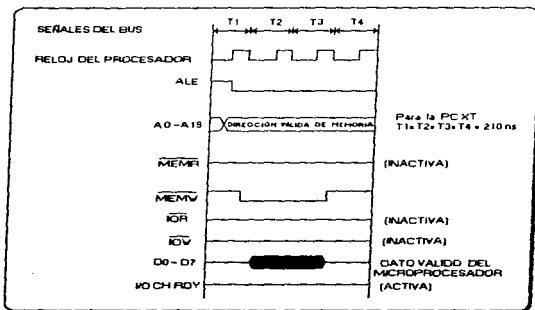 SEÑALES DEL BUS T1 T2 T3 T4
RELOJ DEL PROCESADOR
ALE
A0-A19 DIRECCION VALIDA DE MEMORIA Para la PC XT
T1=T2=T3=T4=210ns
MEMR (INACTIVA)
MEMW
IOR (INACTIVA)
IOW (INACTIVA)
D0-D7 DATO VALIDO DEL
MICROPROCESADOR
I/O CH RDY (ACTIVA)